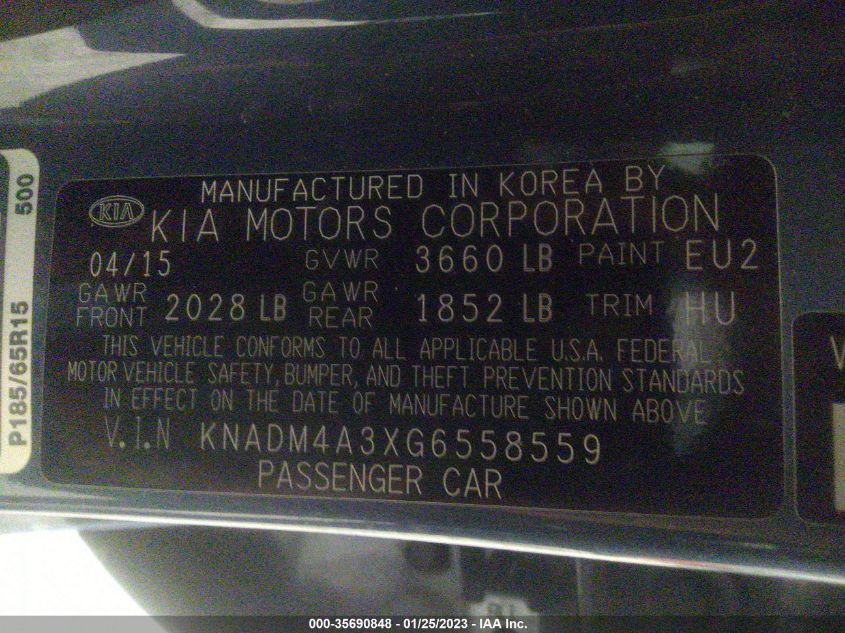 MANUFACTURED IN KOREA BY
KIA KIA MOTORS CORPORATION
04/15 GVWR 3660 LB PAINT EU2
GAWR FRONT 2028 LB GAWR REAR 1852 LB TRIM HU
THIS VEHICLE CONFORMS TO ALL APPLICABLE U.S.A. FEDERAL
MOTOR VEHICLE SAFETY, BUMPER, AND THEFT PREVENTION STANDARDS
IN EFFECT ON THE DATE OF MANUFACTURE SHOWN ABOVE
V.I.N KNADM4A3XG6558559
PASSENGER CAR
P185/65R15 500
000-35690848 - 01/25/2023 - IAA Inc.